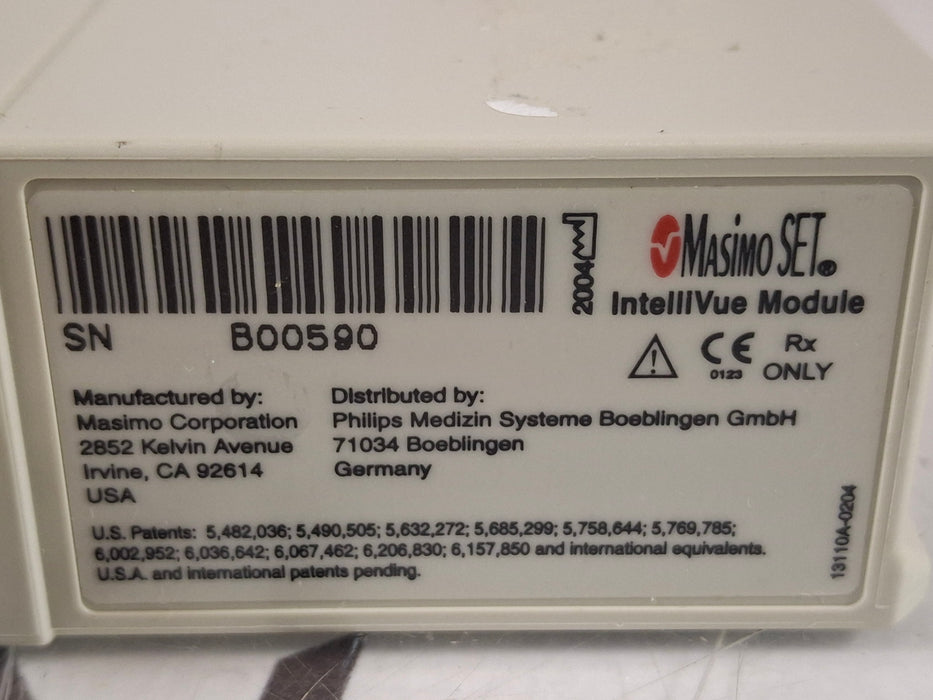 SN B00590
2004
Masimo SET®
IntelliVue Module
CE 0123 Rx ONLY
Manufactured by:
Masimo Corporation
2852 Kelvin Avenue
Irvine, CA 92614
USA
Distributed by:
Philips Medizin Systeme Boeblingen GmbH
71034 Boeblingen
Germany
U.S. Patents: 5,482,036; 5,490,505; 5,632,272; 5,685,299; 5,758,644; 5,769,785;
6,002,952; 6,036,642; 6,067,462; 6,206,830; 6,157,850 and international equivalents.
U.S.A. and international patents pending.
13110A-0204